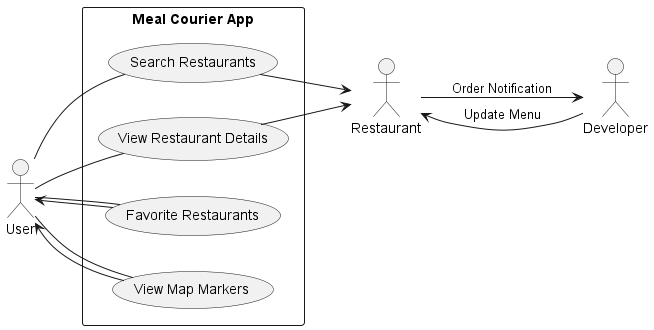 Meal Courier App
Search Restaurants
View Restaurant Details
Favorite Restaurants
View Map Markers
User
Restaurant
Order Notification
Update Menu
Developer